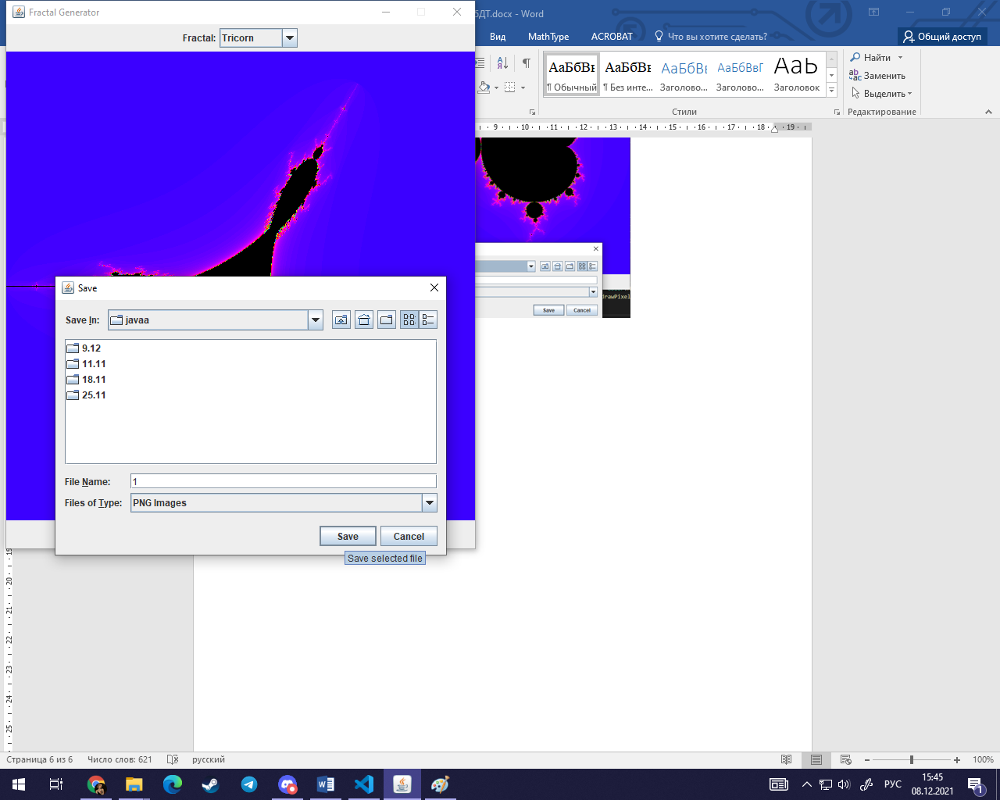 Fractal Generator
Fractal: Tricorn
БДТ.docx - Word
Вид MathType ACROBAT Что вы хотите сделать? Общий доступ
АаБбВı АаБбВı АаБбВı АаБбВвГ АаЬ
¶ Обычный ¶ Без инте... Заголово... Заголово... Заголовок
Стили
Найти
Заменить
Выделить
Редактирование
9 10 11 12 13 14 15 16 17 18 19
Save
Save In: javaa
9.12
11.11
18.11
25.11
File Name: 1
Files of Type: PNG Images
Save Cancel
Save selected file
drawPixel
Save Cancel
19
20
21
22
23
24
25
Страница 6 из 6 Число слов: 621 русский 100%
РУС 15:45
08.12.2021
1